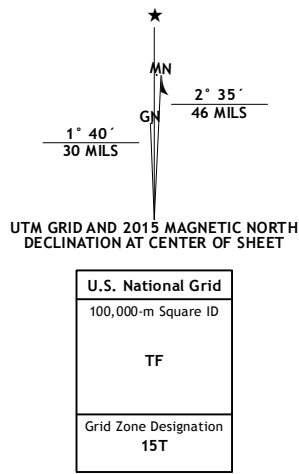 ★
MN
GN
2° 35´
46 MILS
1° 40´
30 MILS
UTM GRID AND 2015 MAGNETIC NORTH
DECLINATION AT CENTER OF SHEET
U.S. National Grid
100,000-m Square ID
TF
Grid Zone Designation
15T